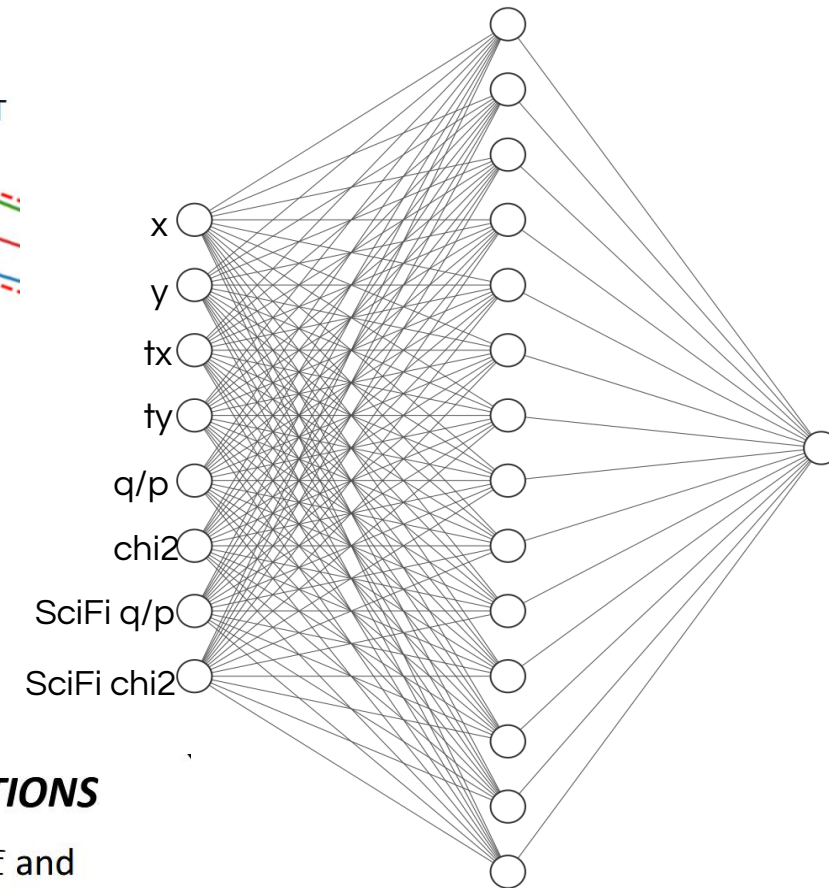 T
x
y
tx
ty
q/p
chi2
SciFi q/p
SciFi chi2
TIONS
and